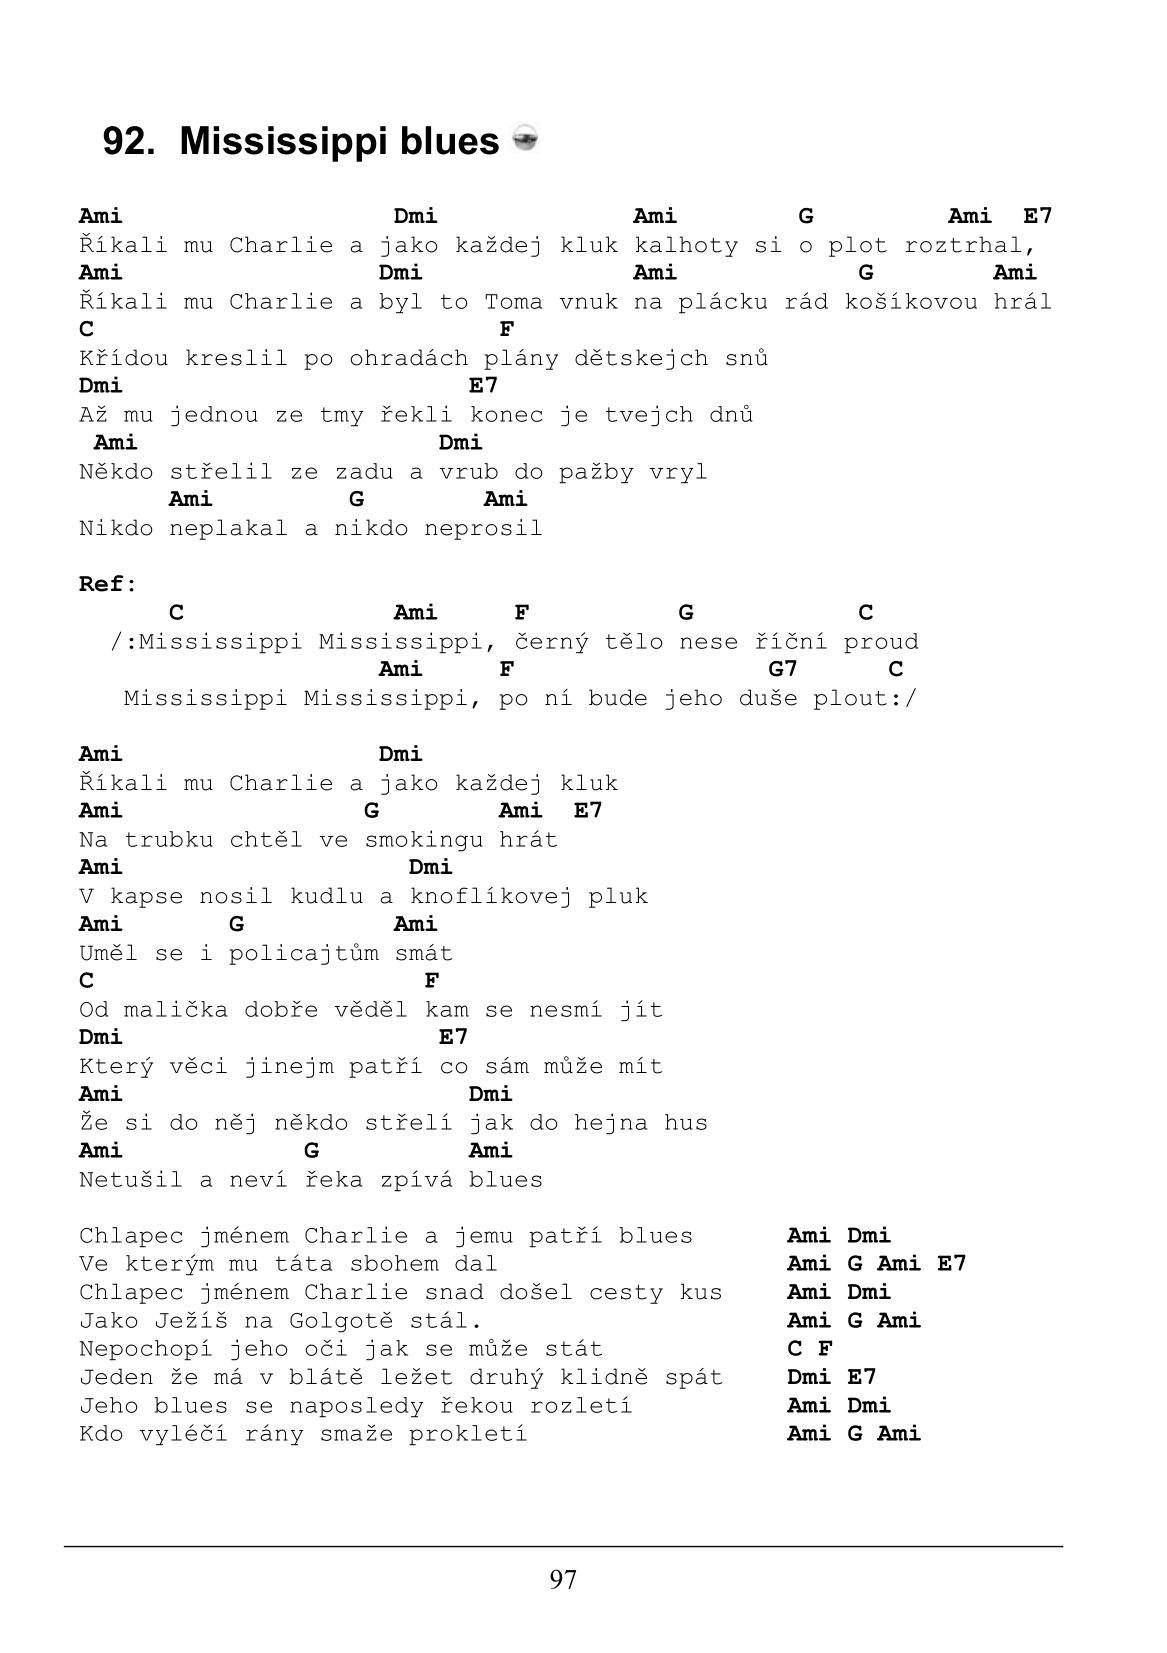 92. Mississippi blues
Ami Dmi Ami G Ami E7
Říkali mu Charlie a jako každej kluk kalhoty si o plot roztrhal,
Ami Dmi Ami G Ami
Říkali mu Charlie a byl to Toma vnuk na plácku rád košíkovou hrál
C F
Křídou kreslil po ohradách plány dětskejch snů
Dmi E7
Až mu jednou ze tmy řekli konec je tvejch dnů
Ami Dmi
Někdo střelil ze zadu a vrub do pažby vryl
Ami G Ami
Nikdo neplakal a nikdo neprosil
Ref:
C Ami F G C
/:Mississippi Mississippi, černý tělo nese říční proud
Ami F G7 C
Mississippi Mississippi, po ní bude jeho duše plout:/
Ami Dmi
Říkali mu Charlie a jako každej kluk
Ami G Ami E7
Na trubku chtěl ve smokingu hrát
Ami Dmi
V kapse nosil kudlu a knoflíkovej pluk
Ami G Ami
Uměl se i policajtům smát
C F
Od malička dobře věděl kam se nesmí jít
Dmi E7
Který věci jinejm patří co sám může mít
Ami Dmi
Že si do něj někdo střelí jak do hejna hus
Ami G Ami
Netušil a neví řeka zpívá blues
Chlapec jménem Charlie a jemu patří blues Ami Dmi
Ve kterým mu táta sbohem dal Ami G Ami E7
Chlapec jménem Charlie snad došel cesty kus Ami Dmi
Jako Ježíš na Golgotě stál. Ami G Ami
Nepochopí jeho oči jak se může stát C F
Jeden že má v blátě ležet druhý klidně spát Dmi E7
Jeho blues se naposledy řekou rozletí Ami Dmi
Kdo vyléčí rány smaže prokletí Ami G Ami
97